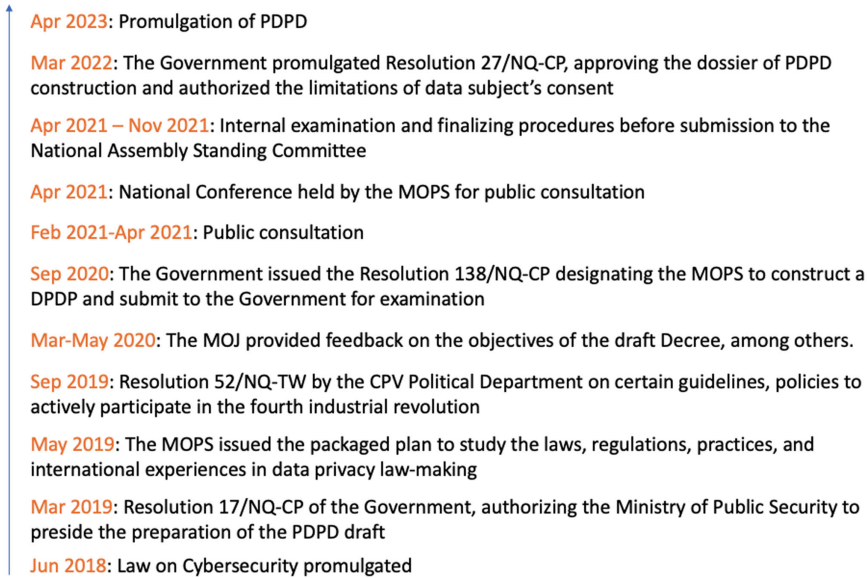 Apr 2023: Promulgation of PDPD
Mar 2022: The Government promulgated Resolution 27/NQ-CP, approving the dossier of PDPD
construction and authorized the limitations of data subject's consent
Apr 2021 – Nov 2021: Internal examination and finalizing procedures before submission to the
National Assembly Standing Committee
Apr 2021: National Conference held by the MOPS for public consultation
Feb 2021-Apr 2021: Public consultation
Sep 2020: The Government issued the Resolution 138/NQ-CP designating the MOPS to construct a
DPDP and submit to the Government for examination
Mar-May 2020: The MOJ provided feedback on the objectives of the draft Decree, among others.
Sep 2019: Resolution 52/NQ-TW by the CPV Political Department on certain guidelines, policies to
actively participate in the fourth industrial revolution
May 2019: The MOPS issued the packaged plan to study the laws, regulations, practices, and
international experiences in data privacy law-making
Mar 2019: Resolution 17/NQ-CP of the Government, authorizing the Ministry of Public Security to
preside the preparation of the PDPD draft
Jun 2018: Law on Cybersecurity promulgated